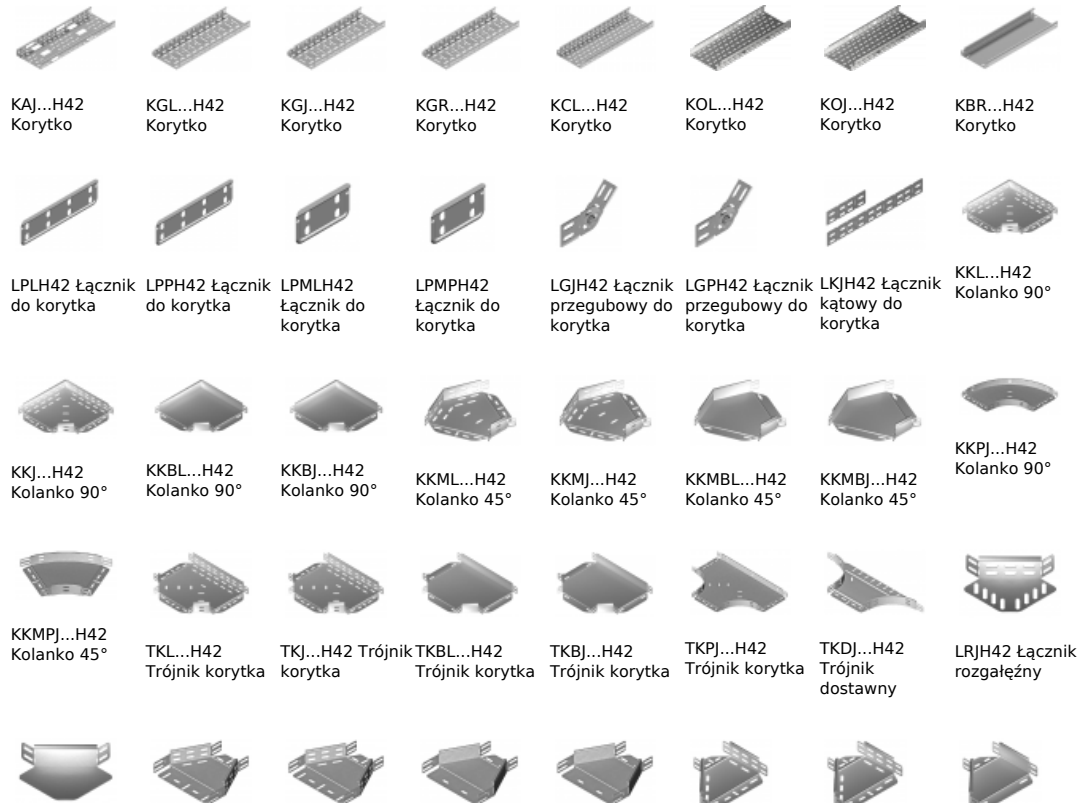 KAJ...H42
Korytko
KGL...H42
Korytko
KGJ...H42
Korytko
KGR...H42
Korytko
KCL...H42
Korytko
KOL...H42
Korytko
KOJ...H42
Korytko
KBR...H42
Korytko
LPLH42 Łącznik
do korytka
LPPH42 Łącznik
do korytka
LPMLH42
Łącznik do
korytka
LPMPH42
Łącznik do
korytka
LGJH42 Łącznik
przegubowy do
korytka
LGPH42 Łącznik
przegubowy do
korytka
LKJH42 Łącznik
kątowy do
korytka
KKL...H42
Kolanko 90°
KKJ...H42
Kolanko 90°
KKBL...H42
Kolanko 90°
KKBJ...H42
Kolanko 90°
KKML...H42
Kolanko 45°
KKMJ...H42
Kolanko 45°
KKMBL...H42
Kolanko 45°
KKMBJ...H42
Kolanko 45°
KKPJ...H42
Kolanko 90°
KKMPJ...H42
Kolanko 45°
TKL...H42
Trójnik korytka
TKJ...H42 Trójnik
korytka
TKBL...H42
Trójnik korytka
TKBJ...H42
Trójnik korytka
TKPJ...H42
Trójnik korytka
TKDJ...H42
Trójnik
dostawny
LRJH42 Łącznik
rozgałęźny